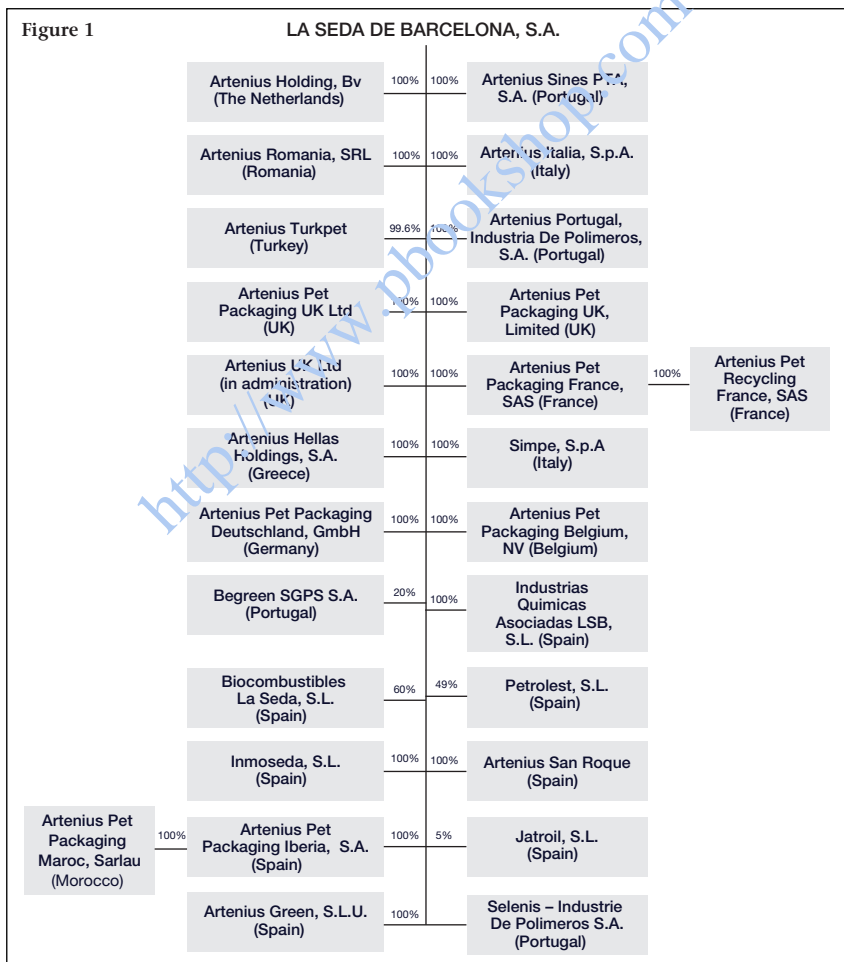 Figure 1
LA SEDA DE BARCELONA, S.A.
Artenius Holding, Bv
(The Netherlands)
100%
100%
Artenius Sines PTA,
S.A. (Portugal)
Artenius Romania, SRL
(Romania)
100%
100%
Artenius Italia, S.p.A.
(Italy)
Artenius Turkpet
(Turkey)
99.6%
100%
Artenius Portugal,
Industria De Polimeros,
S.A. (Portugal)
Artenius Pet
Packaging UK Ltd
(UK)
100%
100%
Artenius Pet
Packaging UK,
Limited (UK)
Artenius UK Ltd
(in administration)
(UK)
100%
100%
Artenius Pet
Packaging France,
SAS (France)
100%
Artenius Pet
Recycling
France, SAS
(France)
Artenius Hellas
Holdings, S.A.
(Greece)
100%
100%
Simpe, S.p.A
(Italy)
Artenius Pet Packaging
Deutschland, GmbH
(Germany)
100%
100%
Artenius Pet
Packaging Belgium,
NV (Belgium)
Begreen SGPS S.A.
(Portugal)
20%
100%
Industrias
Quimicas
Asociadas LSB,
S.L. (Spain)
Biocombustibles
La Seda, S.L.
(Spain)
60%
49%
Petrolest, S.L.
(Spain)
Inmoseda, S.L.
(Spain)
100%
100%
Artenius San Roque
(Spain)
Artenius Pet
Packaging
Maroc, Sarlau
(Morocco)
100%
Artenius Pet
Packaging Iberia, S.A.
(Spain)
100%
5%
Jatroil, S.L.
(Spain)
Artenius Green, S.L.U.
(Spain)
100%
Selenis – Industrie
De Polimeros S.A.
(Portugal)
http://www.pbookshop.com